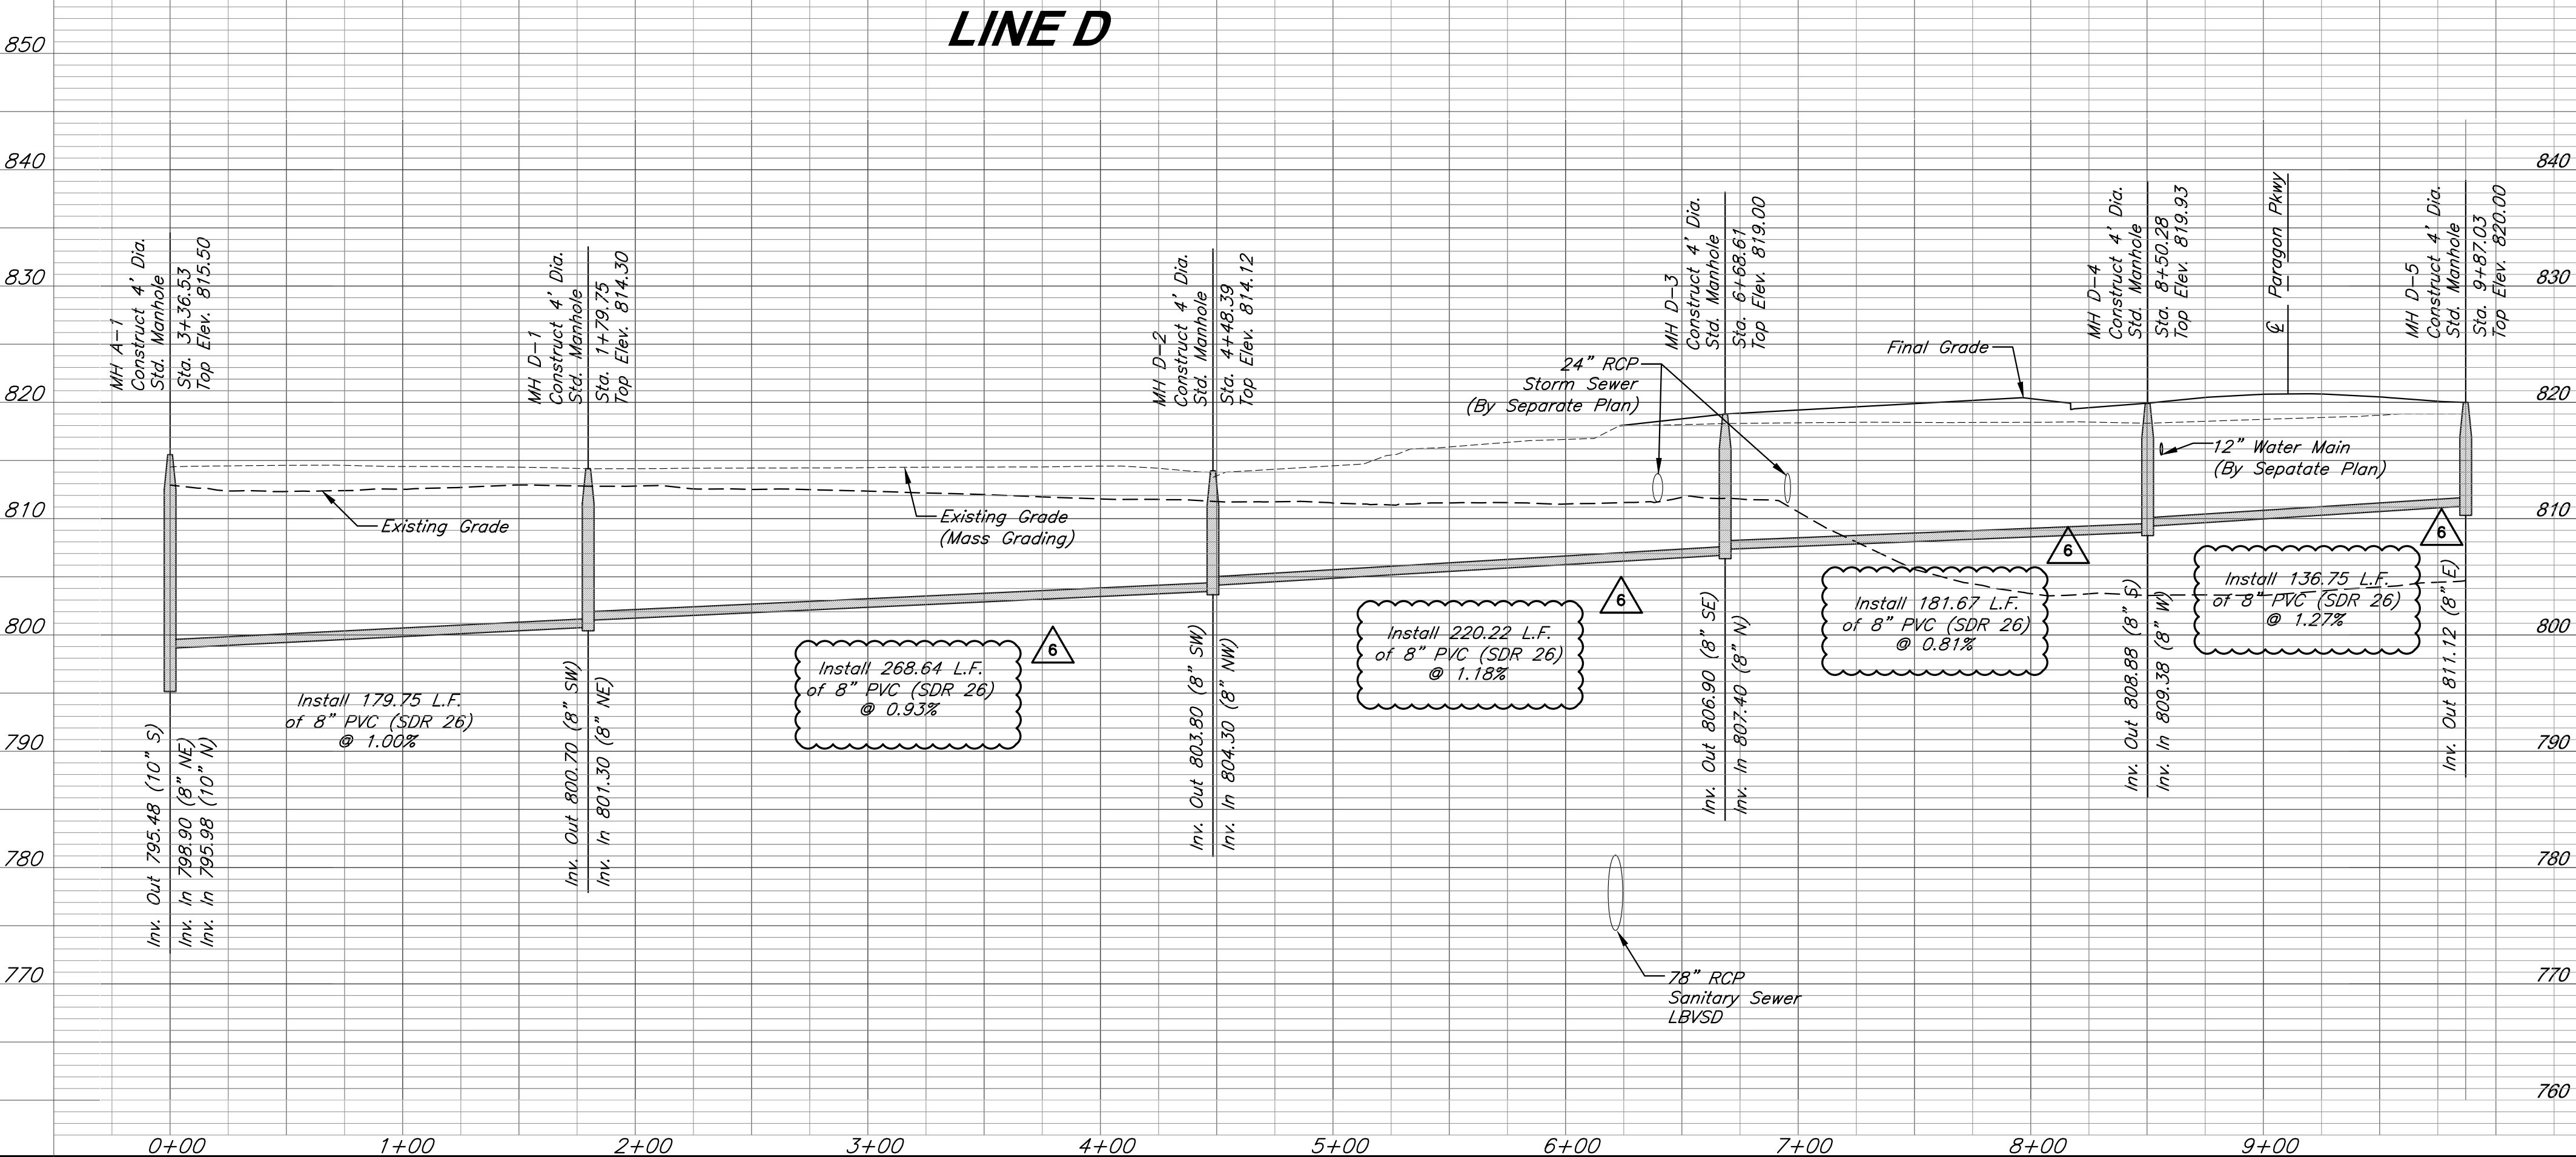 LINE D
850
840
830
820
810
800
790
780
770
840
830
820
810
800
790
780
770
760
MH A-1
Construct 4' Dia.
Std. Manhole
Sta. 3+36.53
Top Elev. 815.50
MH D-1
Construct 4' Dia.
Std. Manhole
Sta. 1+79.75
Top Elev. 814.30
MH D-2
Construct 4' Dia.
Std. Manhole
Sta. 4+48.39
Top Elev. 814.12
MH D-3
Construct 4' Dia.
Std. Manhole
Sta. 6+68.61
Top Elev. 819.00
MH D-4
Construct 4' Dia.
Std. Manhole
Sta. 8+50.28
Top Elev. 819.93
℄ Paragon Pkwy
MH D-5
Construct 4' Dia.
Std. Manhole
Sta. 9+87.03
Top Elev. 820.00
24" RCP
Storm Sewer
(By Separate Plan)
Final Grade
12" Water Main
(By Sepatate Plan)
Existing Grade
Existing Grade
(Mass Grading)
Install 179.75 L.F.
of 8" PVC (SDR 26)
@ 1.00%
Install 268.64 L.F.
of 8" PVC (SDR 26)
@ 0.93%
6
Install 220.22 L.F.
of 8" PVC (SDR 26)
@ 1.18%
6
Install 181.67 L.F.
of 8" PVC (SDR 26)
@ 0.81%
6
Install 136.75 L.F.
of 8" PVC (SDR 26)
@ 1.27%
6
Inv. Out 795.48 (10" S)
Inv. In 798.90 (8" NE)
Inv. In 795.98 (10" N)
Inv. Out 800.70 (8" SW)
Inv. In 801.30 (8" NE)
Inv. Out 803.80 (8" SW)
Inv. In 804.30 (8" NW)
Inv. Out 806.90 (8" SE)
Inv. In 807.40 (8" N)
Inv. Out 808.88 (8" S)
Inv. In 809.38 (8" W)
Inv. Out 811.12 (8" E)
78" RCP
Sanitary Sewer
LBVSD
0+00
1+00
2+00
3+00
4+00
5+00
6+00
7+00
8+00
9+00